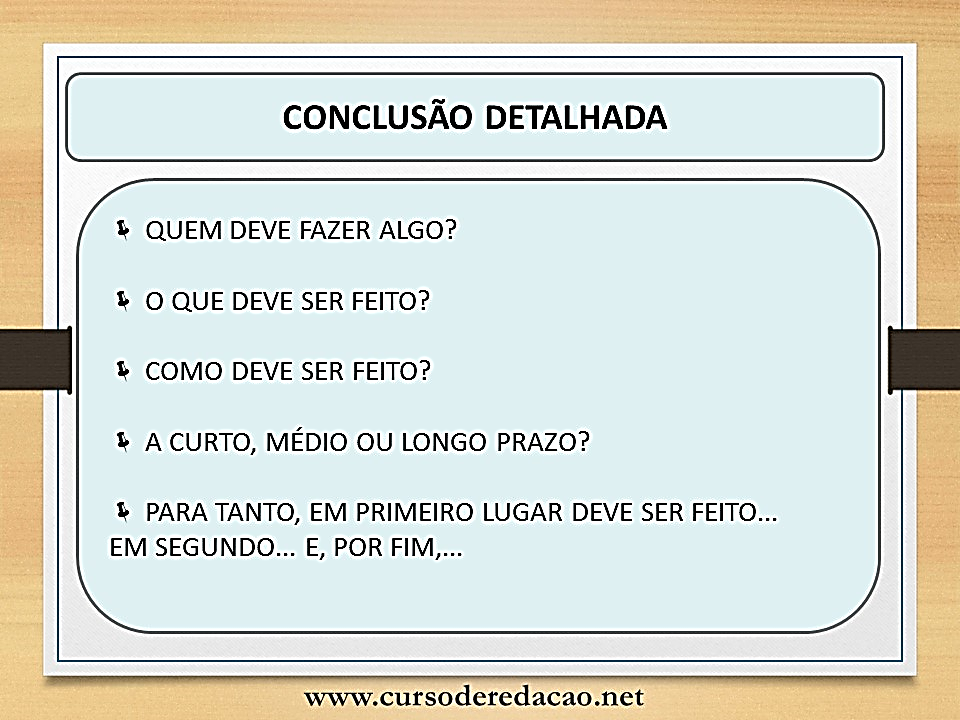 CONCLUSÃO DETALHADA
QUEM DEVE FAZER ALGO?
O QUE DEVE SER FEITO?
COMO DEVE SER FEITO?
A CURTO, MÉDIO OU LONGO PRAZO?
PARA TANTO, EM PRIMEIRO LUGAR DEVE SER FEITO...
EM SEGUNDO... E, POR FIM,...
www.cursoderedacao.net